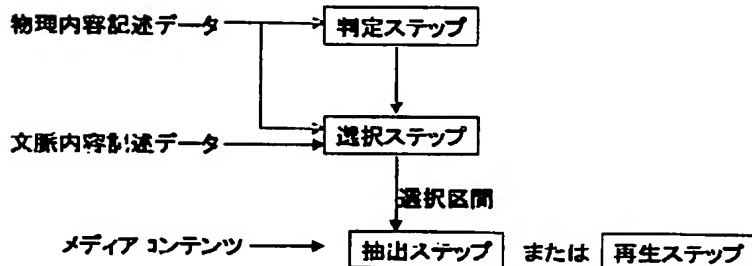 物理内容記述データ 判定ステップ
文脈内容記述データ 選択ステップ
選択区間
メディアコンテンツ 抽出ステップ または 再生ステップ